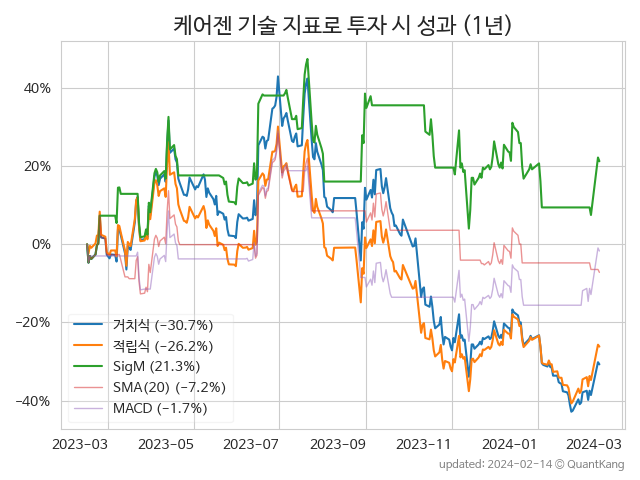 케어젠 기술 지표로 투자 시 성과 (1년)
40%
20%
0%
−20%
−40%
거치식 (−30.7%)
적립식 (−26.2%)
SigM (21.3%)
SMA(20) (−7.2%)
MACD (−1.7%)
2023−03
2023−05
2023−07
2023−09
2023−11
2024−01
2024−03
updated: 2024−02−14 © QuantKang